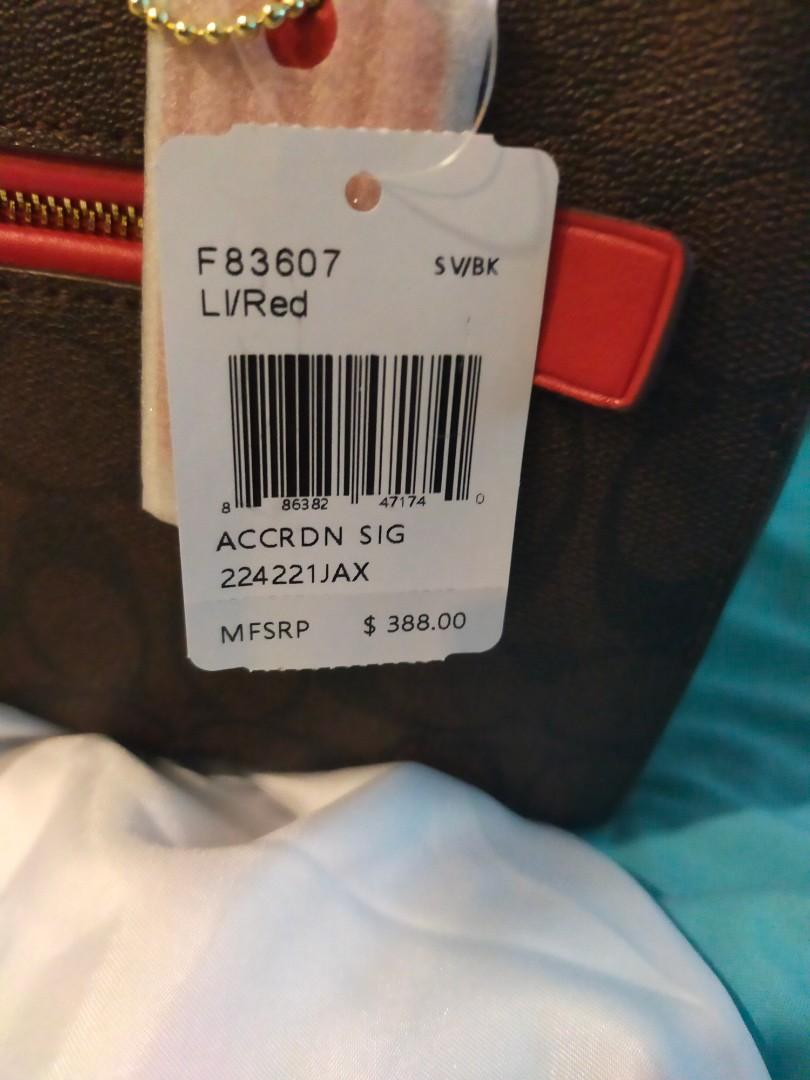 F83607 SV/BK
LI/Red
8 86382 47174 0
ACCRDN SIG
224221JAX
MFSRP $ 388.00